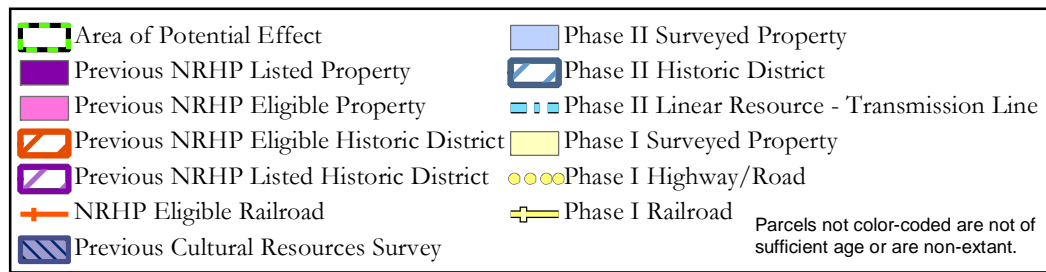 Area of Potential Effect
Previous NRHP Listed Property
Previous NRHP Eligible Property
Previous NRHP Eligible Historic District
Previous NRHP Listed Historic District
NRHP Eligible Railroad
Previous Cultural Resources Survey
Phase II Surveyed Property
Phase II Historic District
Phase II Linear Resource - Transmission Line
Phase I Surveyed Property
Phase I Highway/Road
Phase I Railroad
Parcels not color-coded are not of
sufficient age or are non-extant.